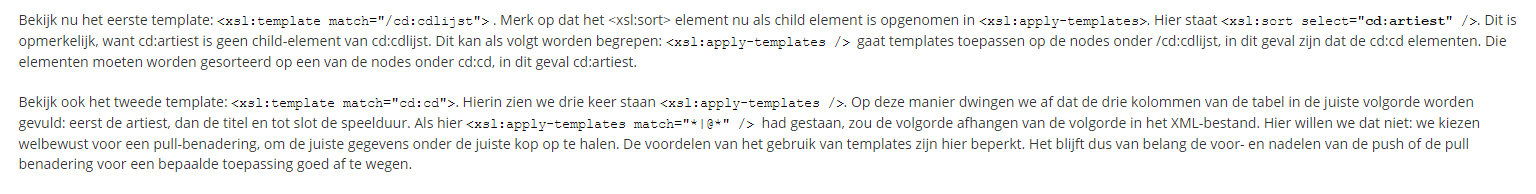 Bekijk nu het eerste template: <xsl:template match="/cd:cdlijst"> . Merk op dat het <xsl:sort> element nu als child element is opgenomen in <xsl:apply-templates>. Hier staat <xsl:sort select="cd:artiest" />. Dit is
opmerkelijk, want cd:artiest is geen child-element van cd:cdlijst. Dit kan als volgt worden begrepen: <xsl:apply-templates /> gaat templates toepassen op de nodes onder /cd:cdlijst, in dit geval zijn dat de cd:cd elementen. Die
elementen moeten worden gesorteerd op een van de nodes onder cd:cd, in dit geval cd:artiest.
Bekijk ook het tweede template: <xsl:template match="cd:cd">. Hierin zien we drie keer staan <xsl:apply-templates />. Op deze manier dwingen we af dat de drie kolommen van de tabel in de juiste volgorde worden
gevuld: eerst de artiest, dan de titel en tot slot de speelduur. Als hier <xsl:apply-templates match="*|@*" /> had gestaan, zou de volgorde afhangen van de volgorde in het XML-bestand. Hier willen we dat niet: we kiezen
welbewust voor een pull-benadering, om de juiste gegevens onder de juiste kop op te halen. De voordelen van het gebruik van templates zijn hier beperkt. Het blijft dus van belang de voor- en nadelen van de push of de pull
benadering voor een bepaalde toepassing goed af te wegen.